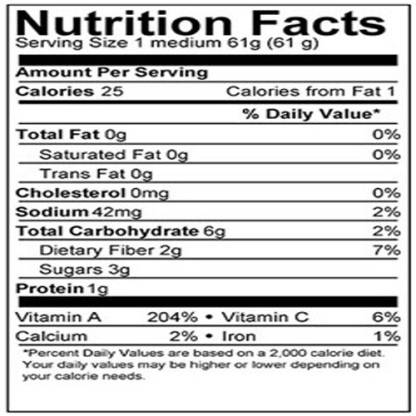 Nutrition Facts
Serving Size 1 medium 61g (61 g)
Amount Per Serving
Calories 25 Calories from Fat 1
% Daily Value*
Total Fat 0g 0%
Saturated Fat 0g 0%
Trans Fat 0g
Cholesterol 0mg 0%
Sodium 42mg 2%
Total Carbohydrate 6g 2%
Dietary Fiber 2g 7%
Sugars 3g
Protein 1g
Vitamin A 204% • Vitamin C 6%
Calcium 2% • Iron 1%
*Percent Daily Values are based on a 2,000 calorie diet.
Your daily values may be higher or lower depending on
your calorie needs.